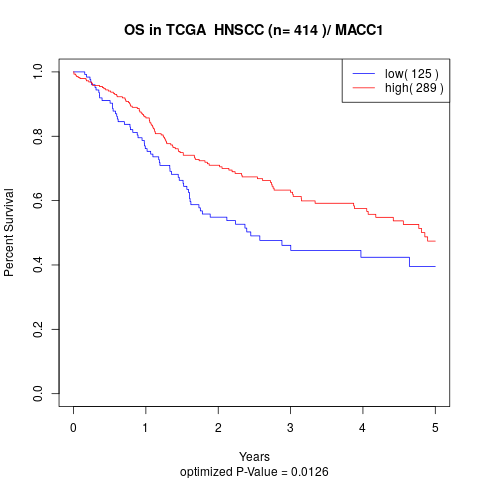 OS in TCGA  HNSCC (n= 414 )/ MACC1
low( 125 )
high( 289 )
Percent Survival
1.0
0.8
0.6
0.4
0.2
0.0
0 1 2 3 4 5
Years
optimized P-Value = 0.0126